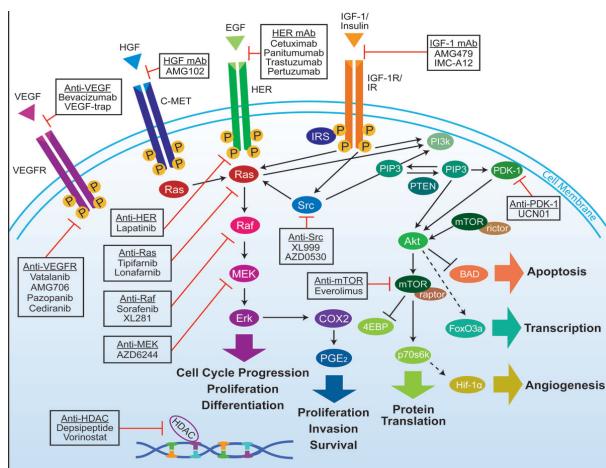 EGF
HER mAb
Cetuximab
Panitumumab
Trastuzumab
Pertuzumab
HER
IGF-1/
Insulin
IGF-1R/
IR
IGF-1 mAb
AMG479
IMC-A12
HGF
HGF mAb
AMG102
C-MET
VEGF
Anti-VEGF
Bevacizumab
VEGF-trap
VEGFR
P P
P P
P P
P P
P P
P P
P P
P P
P P
P P
IRS
PI3k
Cell Membrane
Ras
Ras
Src
PIP3
PTEN
PIP3
PDK-1
Anti-PDK-1
UCN01
Anti-HER
Lapatinib
Anti-Ras
Tipifarnib
Lonafarnib
Anti-Raf
Sorafenib
XL281
Anti-MEK
AZD6244
Anti-VEGFR
Vatalanib
AMG706
Pazopanib
Cediranib
Anti-Src
XL999
AZD0530
Anti-mTOR
Everolimus
Raf
MEK
Erk
COX2
PGE2
mTOR
rictor
Akt
mTOR
raptor
BAD
Apoptosis
4EBP
FoxO3a
Transcription
p70s6k
Hif-1α
Angiogenesis
Cell Cycle Progression
Proliferation
Differentiation
Proliferation
Invasion
Survival
Protein
Translation
Anti-HDAC
Depsipeptide
Vorinostat
HDAC